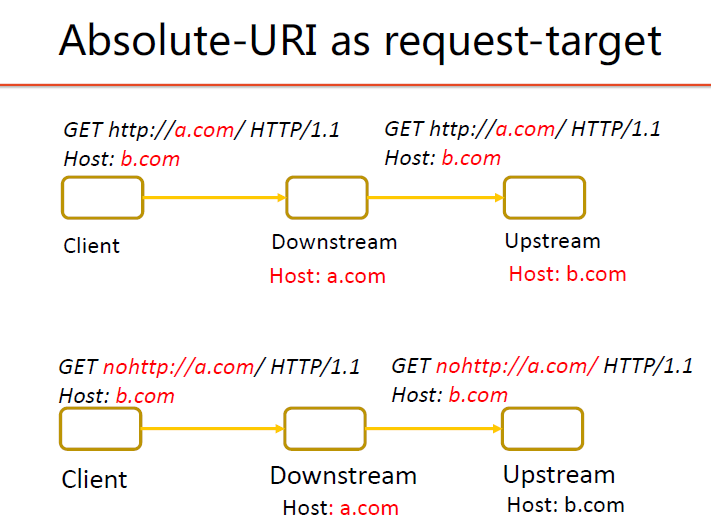 Absolute-URI as request-target
GET http://a.com/ HTTP/1.1
Host: b.com
GET http://a.com/ HTTP/1.1
Host: b.com
Client
Downstream
Upstream
Host: a.com
Host: b.com
GET nohttp://a.com/ HTTP/1.1
Host: b.com
GET nohttp://a.com/ HTTP/1.1
Host: b.com
Client
Downstream
Upstream
Host: a.com
Host: b.com